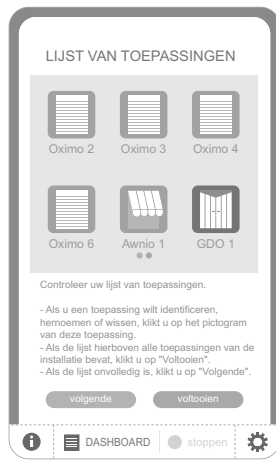 LIJST VAN TOEPASSINGEN
Oximo 2 Oximo 3 Oximo 4
Oximo 6 Awnio 1 GDO 1
Controleer uw lijst van toepassingen.
- Als u een toepassing wilt identificeren,
hernoemen of wissen, klikt u op het pictogram
van deze toepassing.
- Als de lijst hierboven alle toepassingen van de
installatie bevat, klikt u op "Voltooien".
- Als de lijst onvolledig is, klikt u op "Volgende".
volgende voltooien
i DASHBOARD stoppen